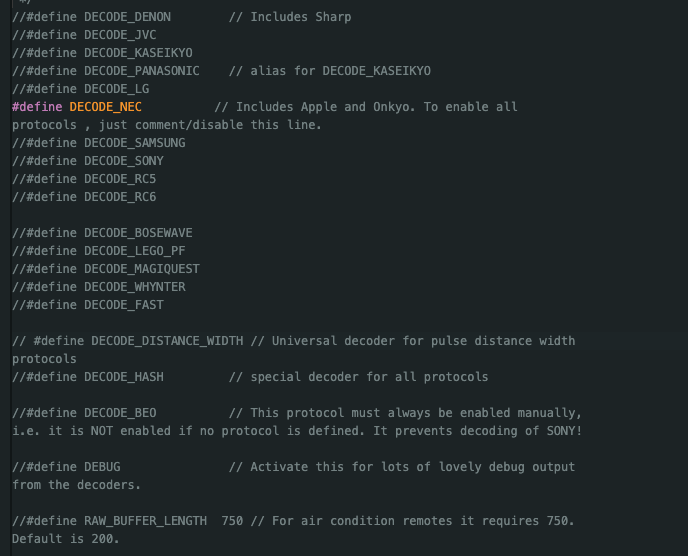 */
//#define DECODE_DENON        // Includes Sharp
//#define DECODE_JVC
//#define DECODE_KASEIKYO
//#define DECODE_PANASONIC    // alias for DECODE_KASEIKYO
//#define DECODE_LG
#define DECODE_NEC          // Includes Apple and Onkyo. To enable all
protocols , just comment/disable this line.
//#define DECODE_SAMSUNG
//#define DECODE_SONY
//#define DECODE_RC5
//#define DECODE_RC6
//#define DECODE_BOSEWAVE
//#define DECODE_LEGO_PF
//#define DECODE_MAGIQUEST
//#define DECODE_WHYNTER
//#define DECODE_FAST
// #define DECODE_DISTANCE_WIDTH // Universal decoder for pulse distance width
protocols
//#define DECODE_HASH         // special decoder for all protocols
//#define DECODE_BEO          // This protocol must always be enabled manually,
i.e. it is NOT enabled if no protocol is defined. It prevents decoding of SONY!
//#define DEBUG               // Activate this for lots of lovely debug output
from the decoders.
//#define RAW_BUFFER_LENGTH  750 // For air condition remotes it requires 750.
Default is 200.